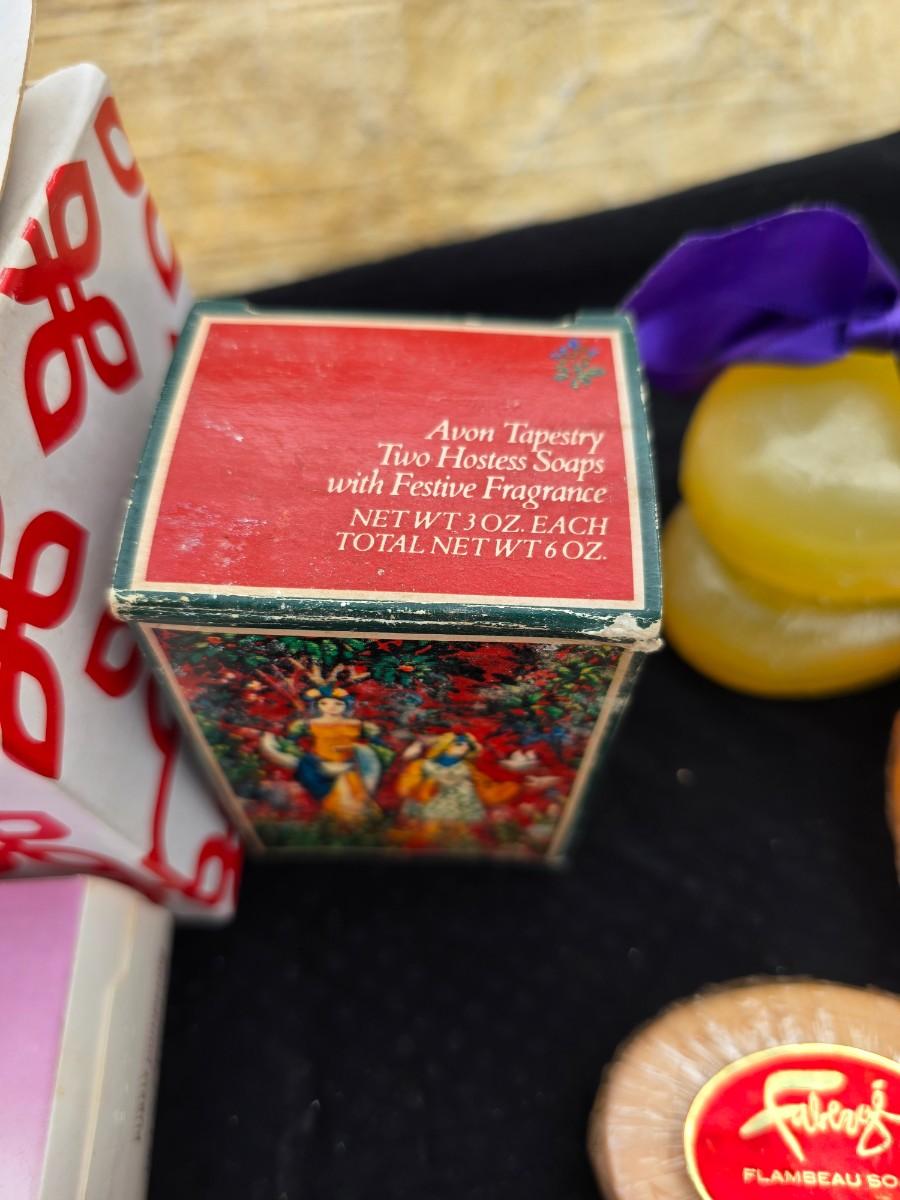 Avon Tapestry
Two Hostess Soaps
with Festive Fragrance
NET WT 3 OZ. EACH
TOTAL NET WT 6 OZ.
Fabergé
FLAMBEAU SO